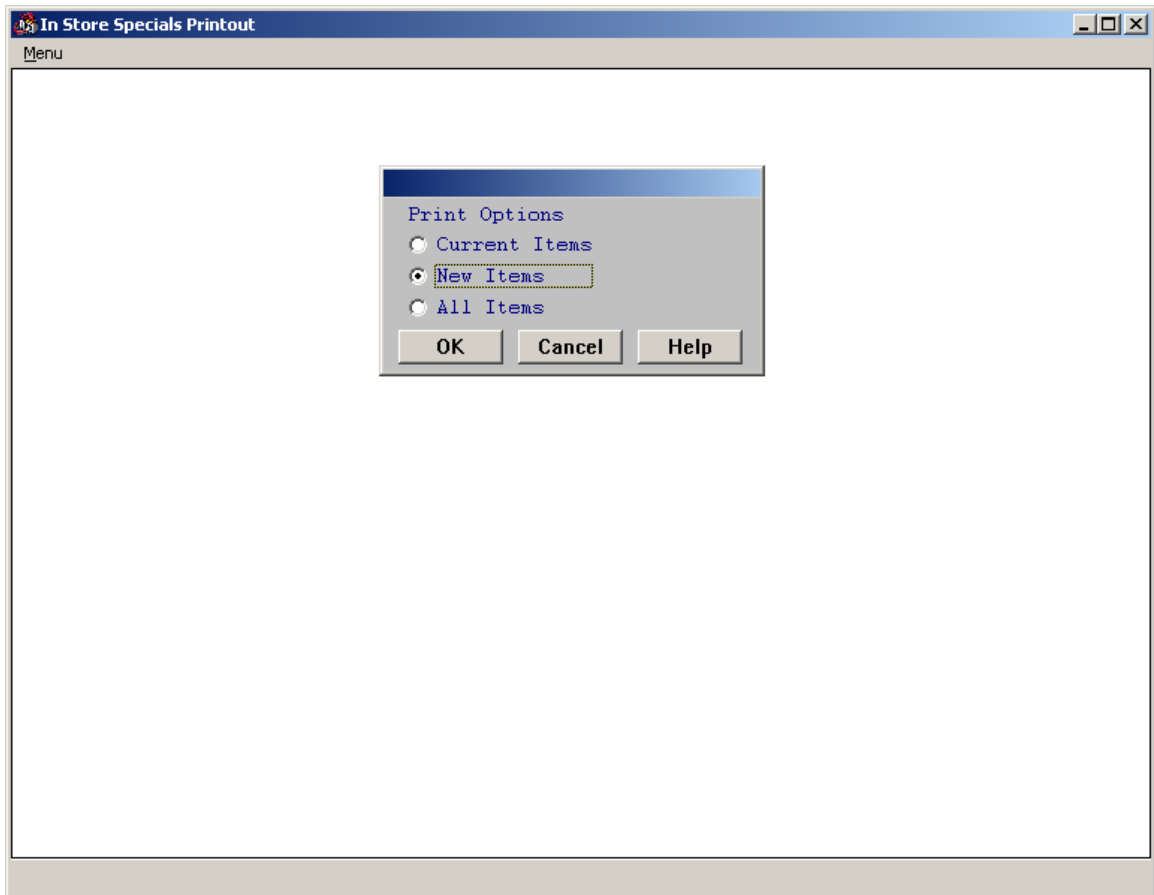 In Store Specials Printout
Menu
Print Options
Current Items
New Items
All Items
OK Cancel Help